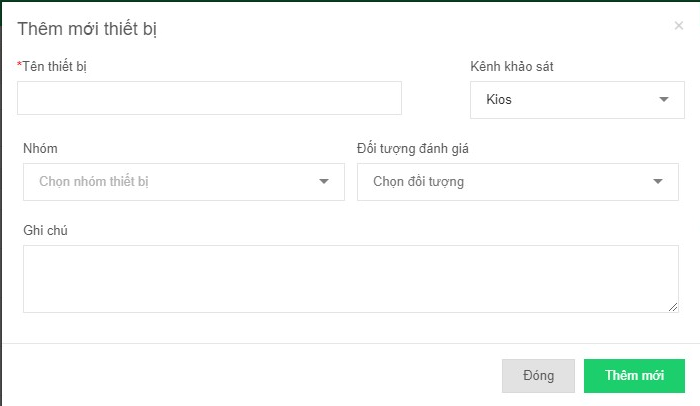 Thêm mới thiết bị
×
*Tên thiết bị
Kênh khảo sát
Kios
Nhóm
Đối tượng đánh giá
Chọn nhóm thiết bị
Chọn đối tượng
Ghi chú
Đóng
Thêm mới